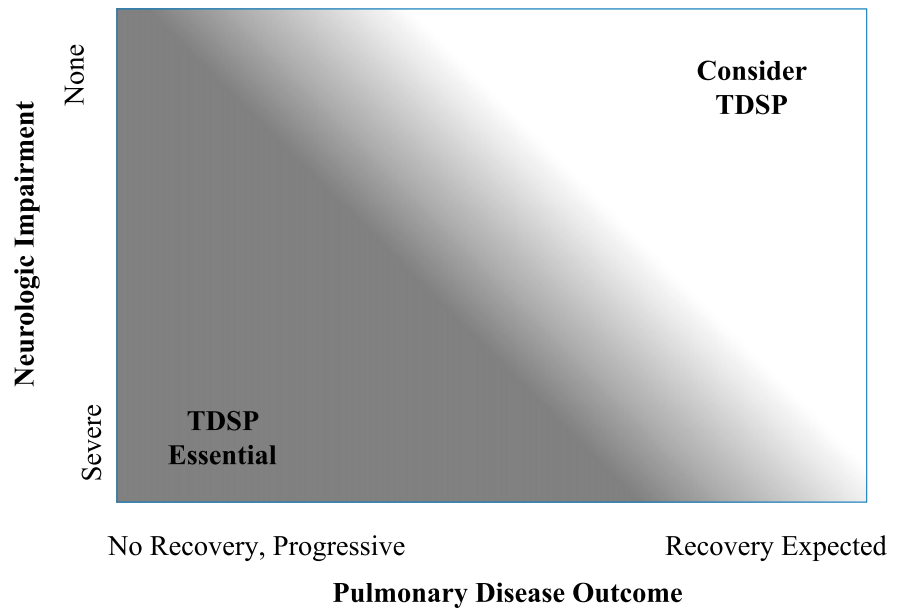 None
Consider
TDSP
Neurologic Impairment
TDSP
Essential
Severe
No Recovery, Progressive
Recovery Expected
Pulmonary Disease Outcome